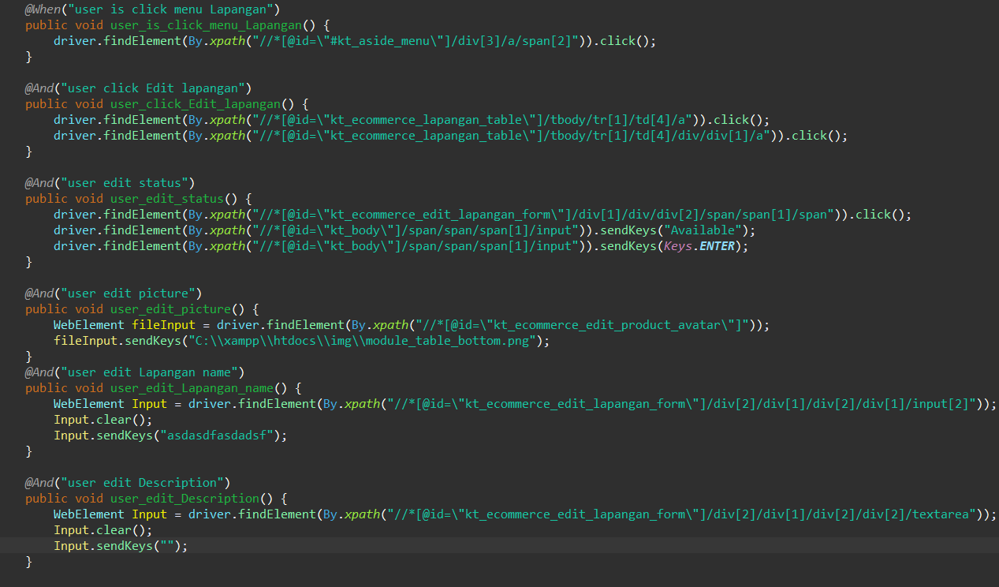 @When("user is click menu Lapangan")
public void user_is_click_menu_Lapangan() {
    driver.findElement(By.xpath("//*[@id=\"#kt_aside_menu\"]/div[3]/a/span[2]")).click();
}

@And("user click Edit lapangan")
public void user_click_Edit_lapangan() {
    driver.findElement(By.xpath("//*[@id=\"kt_ecommerce_lapangan_table\"]/tbody/tr[1]/td[4]/a")).click();
    driver.findElement(By.xpath("//*[@id=\"kt_ecommerce_lapangan_table\"]/tbody/tr[1]/td[4]/div/div[1]/a")).click();
}

@And("user edit status")
public void user_edit_status() {
    driver.findElement(By.xpath("//*[@id=\"kt_ecommerce_edit_lapangan_form\"]/div[1]/div/div[2]/span/span[1]/span")).click();
    driver.findElement(By.xpath("//*[@id=\"kt_body\"]/span/span/span[1]/input")).sendKeys("Available");
    driver.findElement(By.xpath("//*[@id=\"kt_body\"]/span/span/span[1]/input")).sendKeys(Keys.ENTER);
}

@And("user edit picture")
public void user_edit_picture() {
    WebElement fileInput = driver.findElement(By.xpath("//*[@id=\"kt_ecommerce_edit_product_avatar\"]"));
    fileInput.sendKeys("C:\\xampp\\htdocs\\img\\module_table_bottom.png");
}
@And("user edit Lapangan name")
public void user_edit_Lapangan_name() {
    WebElement Input = driver.findElement(By.xpath("//*[@id=\"kt_ecommerce_edit_lapangan_form\"]/div[2]/div[1]/div[2]/div[1]/input[2]"));
    Input.clear();
    Input.sendKeys("asdasdfasdadsf");
}

@And("user edit Description")
public void user_edit_Description() {
    WebElement Input = driver.findElement(By.xpath("//*[@id=\"kt_ecommerce_edit_lapangan_form\"]/div[2]/div[1]/div[2]/div[2]/textarea"));
    Input.clear();
    Input.sendKeys("");
}